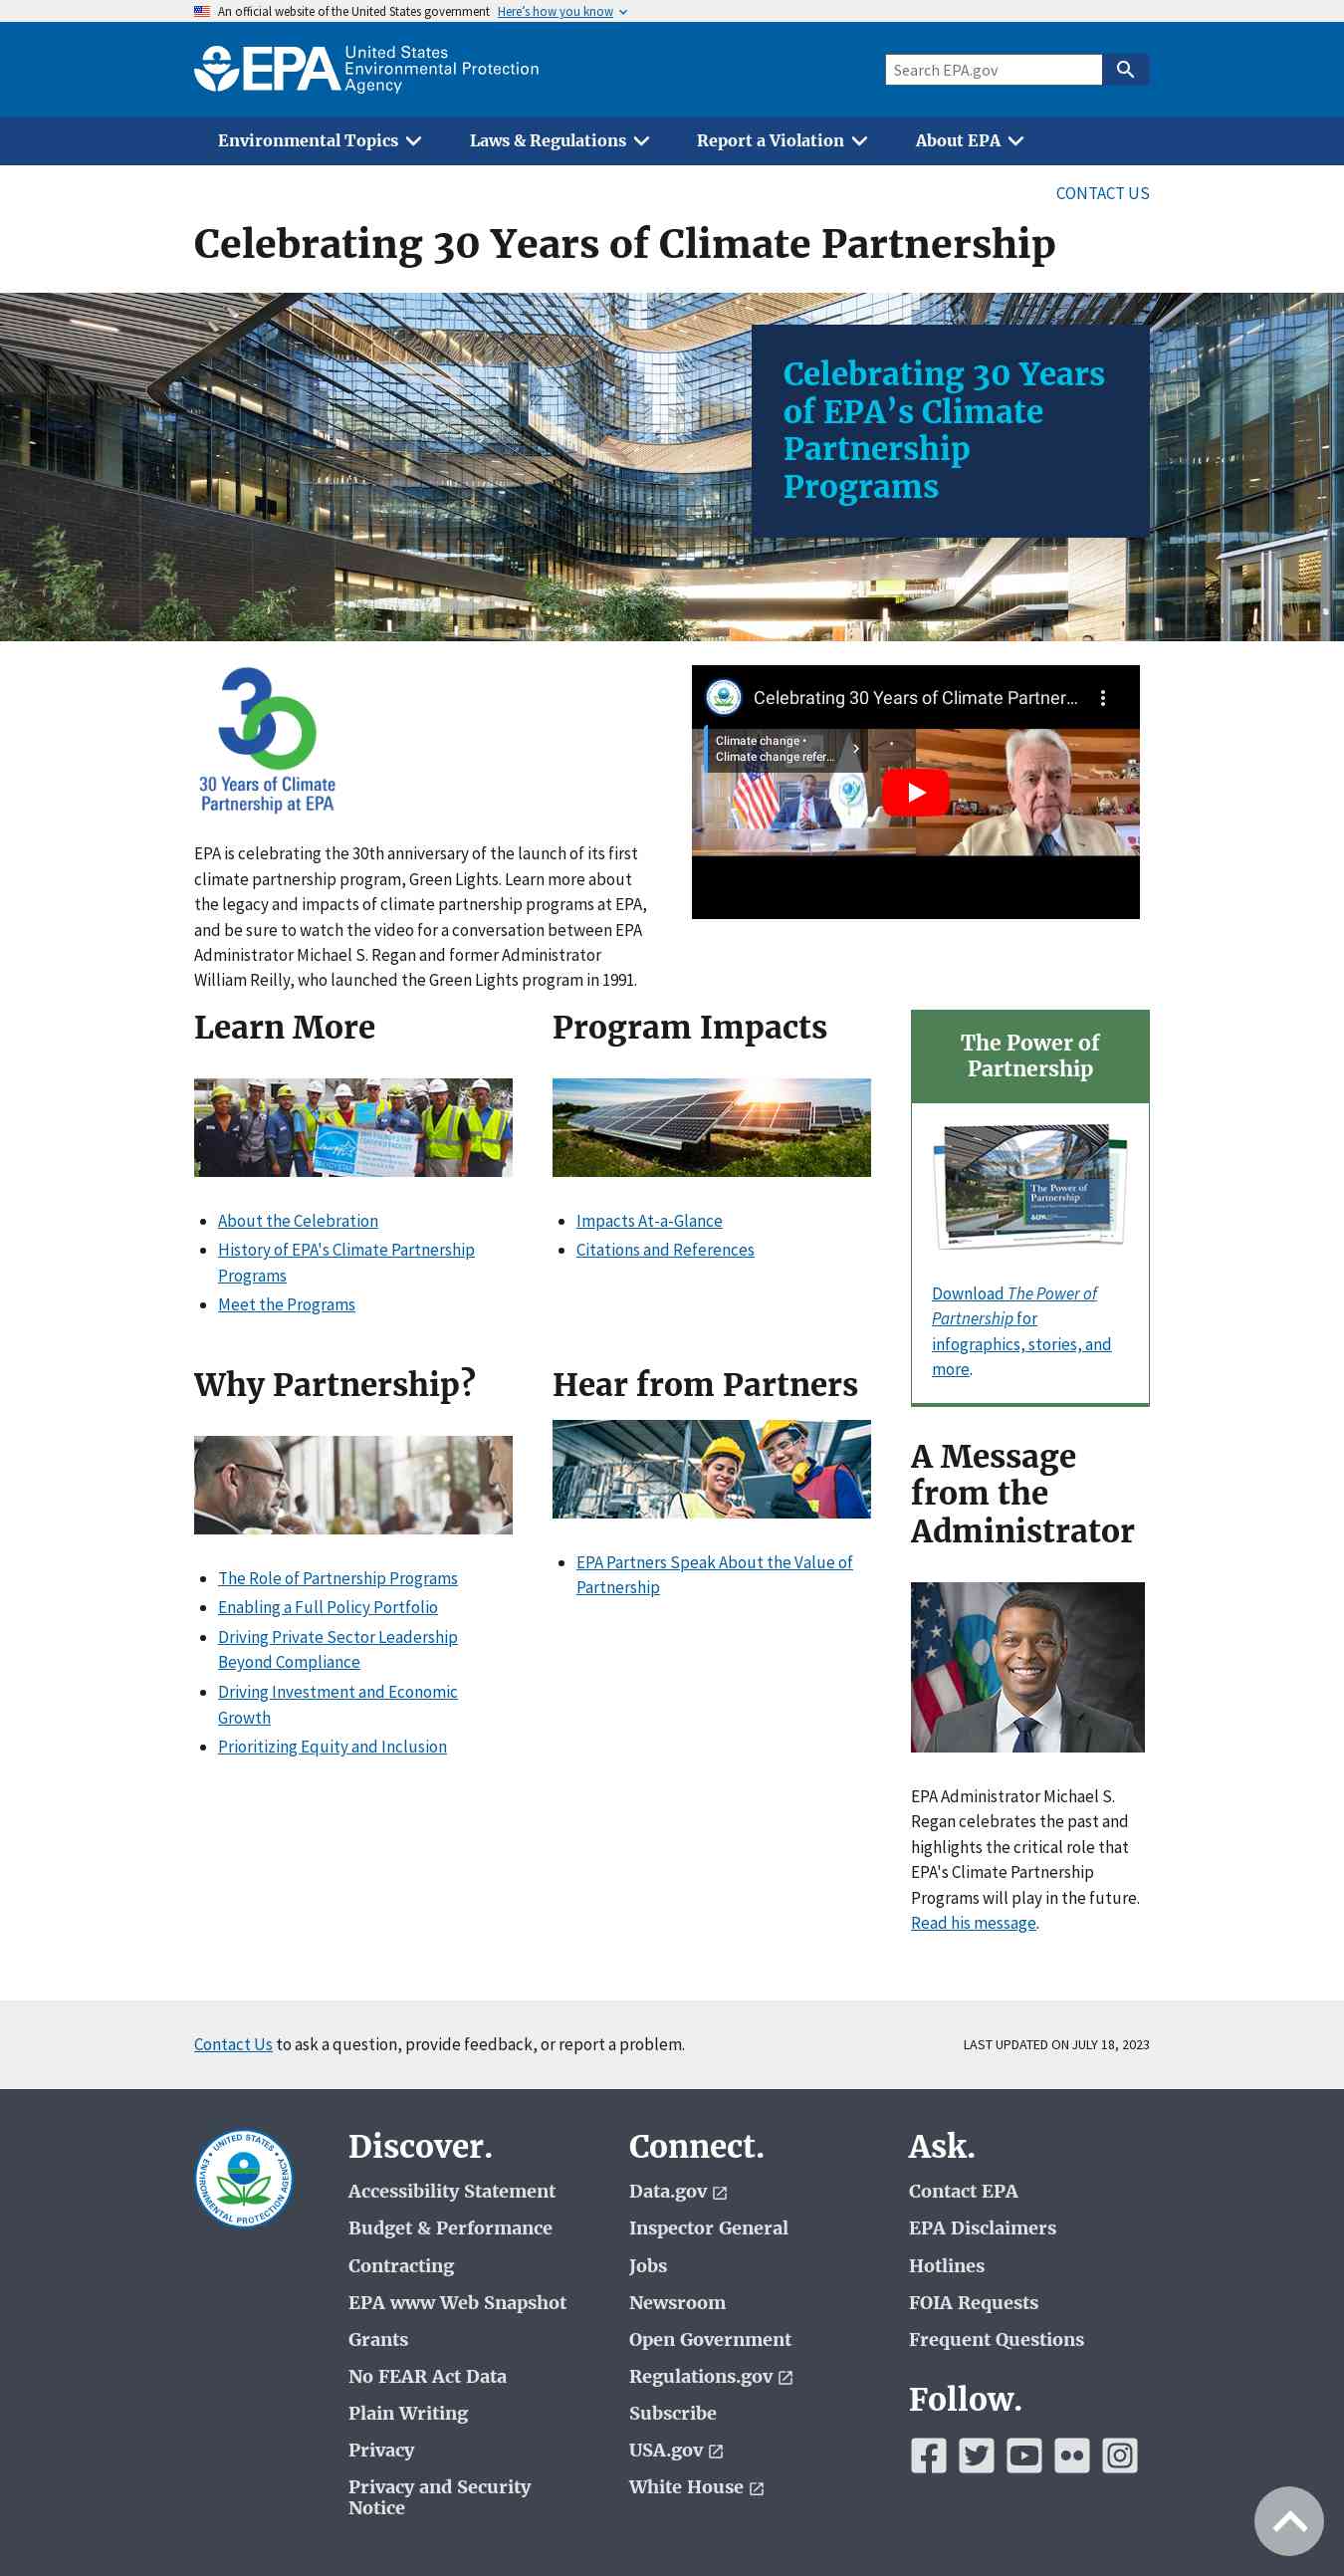 An official website of the United States government Here's how you know
EPA United States
Environmental Protection
Agency
Search EPA.gov
Environmental Topics
Laws & Regulations
Report a Violation
About EPA
CONTACT US
Celebrating 30 Years of Climate Partnership
Celebrating 30 Years
of EPA’s Climate
Partnership
Programs
30
30 Years of Climate
Partnership at EPA
Celebrating 30 Years of Climate Partner...
Climate change •
Climate change refer...
EPA is celebrating the 30th anniversary of the launch of its first
climate partnership program, Green Lights. Learn more about
the legacy and impacts of climate partnership programs at EPA,
and be sure to watch the video for a conversation between EPA
Administrator Michael S. Regan and former Administrator
William Reilly, who launched the Green Lights program in 1991.
Learn More
About the Celebration
History of EPA's Climate Partnership
Programs
Meet the Programs
Program Impacts
Impacts At-a-Glance
Citations and References
The Power of
Partnership
The Power of
Partnership
EPA
Download The Power of
Partnership for
infographics, stories, and
more.
Why Partnership?
The Role of Partnership Programs
Enabling a Full Policy Portfolio
Driving Private Sector Leadership
Beyond Compliance
Driving Investment and Economic
Growth
Prioritizing Equity and Inclusion
Hear from Partners
EPA Partners Speak About the Value of
Partnership
A Message
from the
Administrator
EPA Administrator Michael S.
Regan celebrates the past and
highlights the critical role that
EPA's Climate Partnership
Programs will play in the future.
Read his message.
Contact Us to ask a question, provide feedback, or report a problem.
LAST UPDATED ON JULY 18, 2023
UNITED STATES
ENVIRONMENTAL PROTECTION AGENCY
Discover.
Accessibility Statement
Budget & Performance
Contracting
EPA www Web Snapshot
Grants
No FEAR Act Data
Plain Writing
Privacy
Privacy and Security
Notice
Connect.
Data.gov
Inspector General
Jobs
Newsroom
Open Government
Regulations.gov
Subscribe
USA.gov
White House
Ask.
Contact EPA
EPA Disclaimers
Hotlines
FOIA Requests
Frequent Questions
Follow.